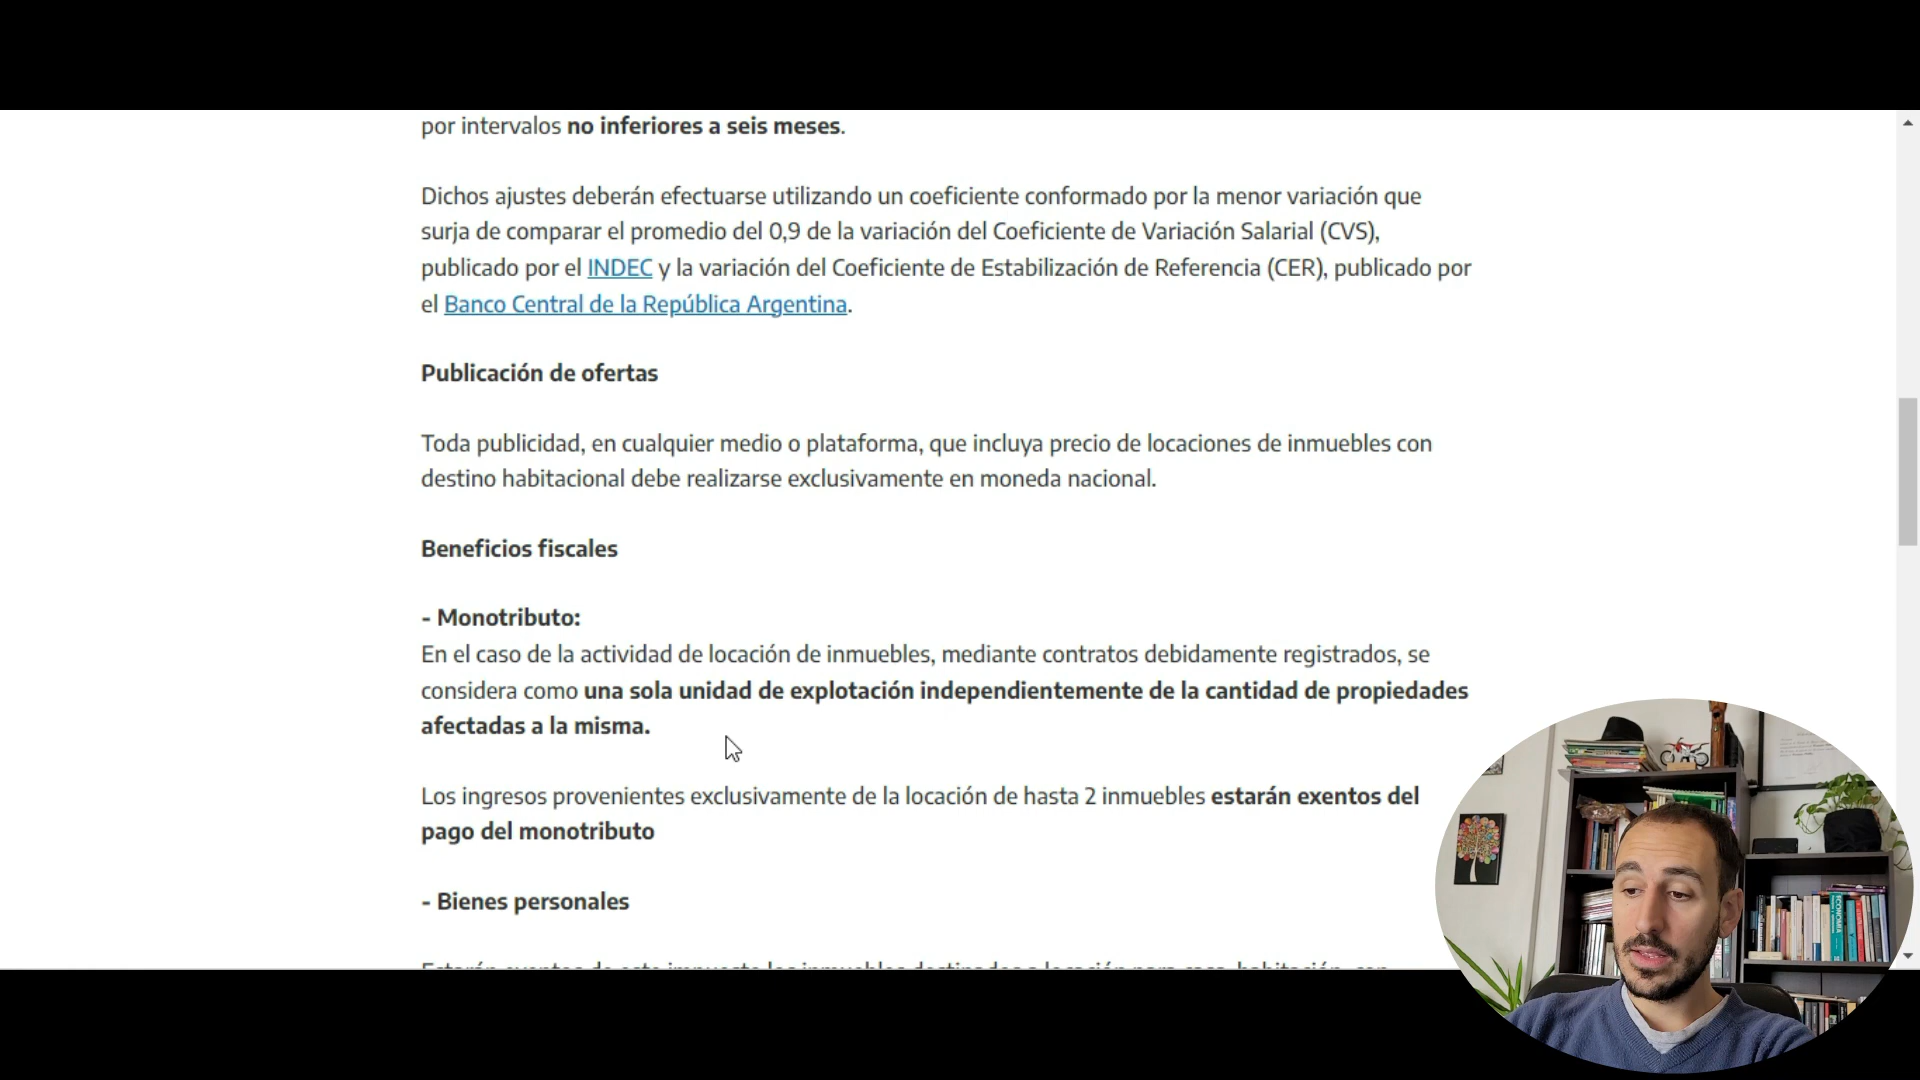 por intervalos no inferiores a seis meses.
Dichos ajustes deberán efectuarse utilizando un coeficiente conformado por la menor variación que
surja de comparar el promedio del 0,9 de la variación del Coeficiente de Variación Salarial (CVS),
publicado por el INDEC y la variación del Coeficiente de Estabilización de Referencia (CER), publicado por
el Banco Central de la República Argentina.
Publicación de ofertas
Toda publicidad, en cualquier medio o plataforma, que incluya precio de locaciones de inmuebles con
destino habitacional debe realizarse exclusivamente en moneda nacional.
Beneficios fiscales
- Monotributo:
En el caso de la actividad de locación de inmuebles, mediante contratos debidamente registrados, se
considera como una sola unidad de explotación independientemente de la cantidad de propiedades
afectadas a la misma.
Los ingresos provenientes exclusivamente de la locación de hasta 2 inmuebles estarán exentos del
pago del monotributo
- Bienes personales